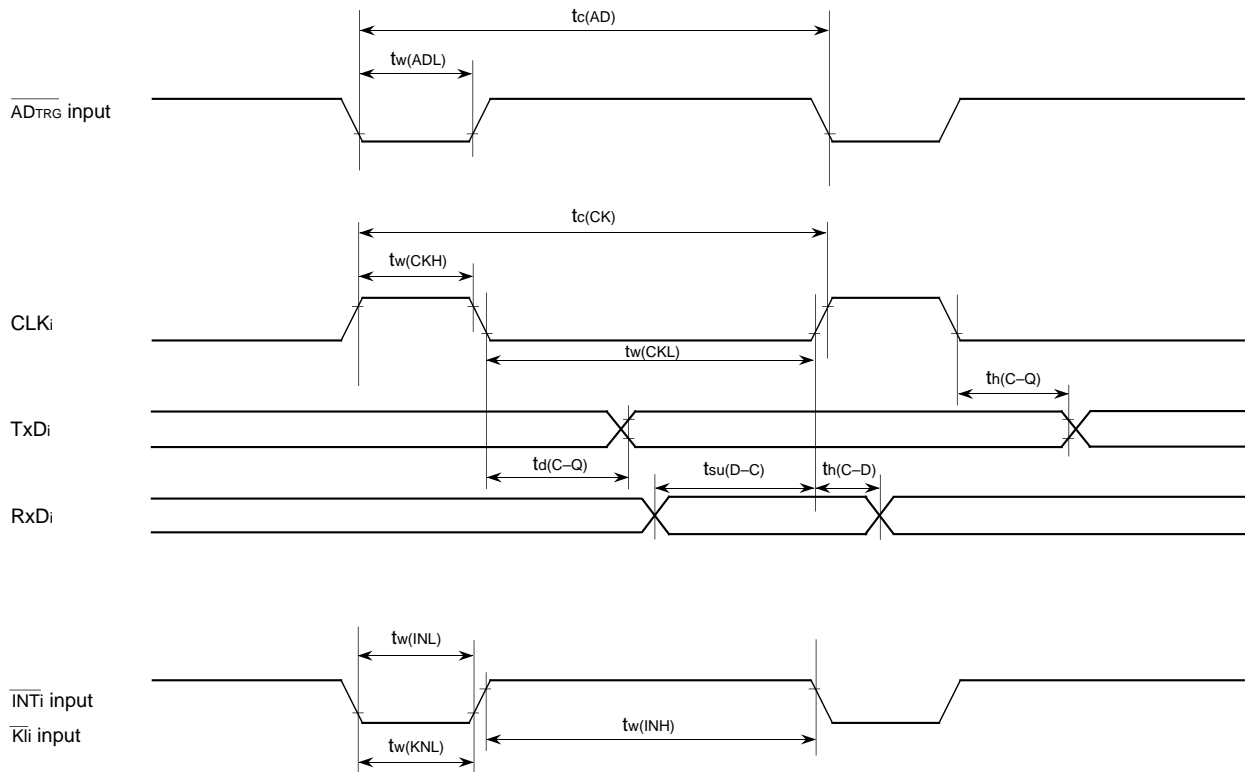 tc(AD)
tw(ADL)
ADTRG input
tc(CK)
tw(CKH)
CLKi
tw(CKL)
th(C–Q)
TxDi
td(C–Q)
tsu(D–C)
th(C–D)
RxDi
tw(INL)
INTi input
KIi input
tw(INH)
tw(KNL)